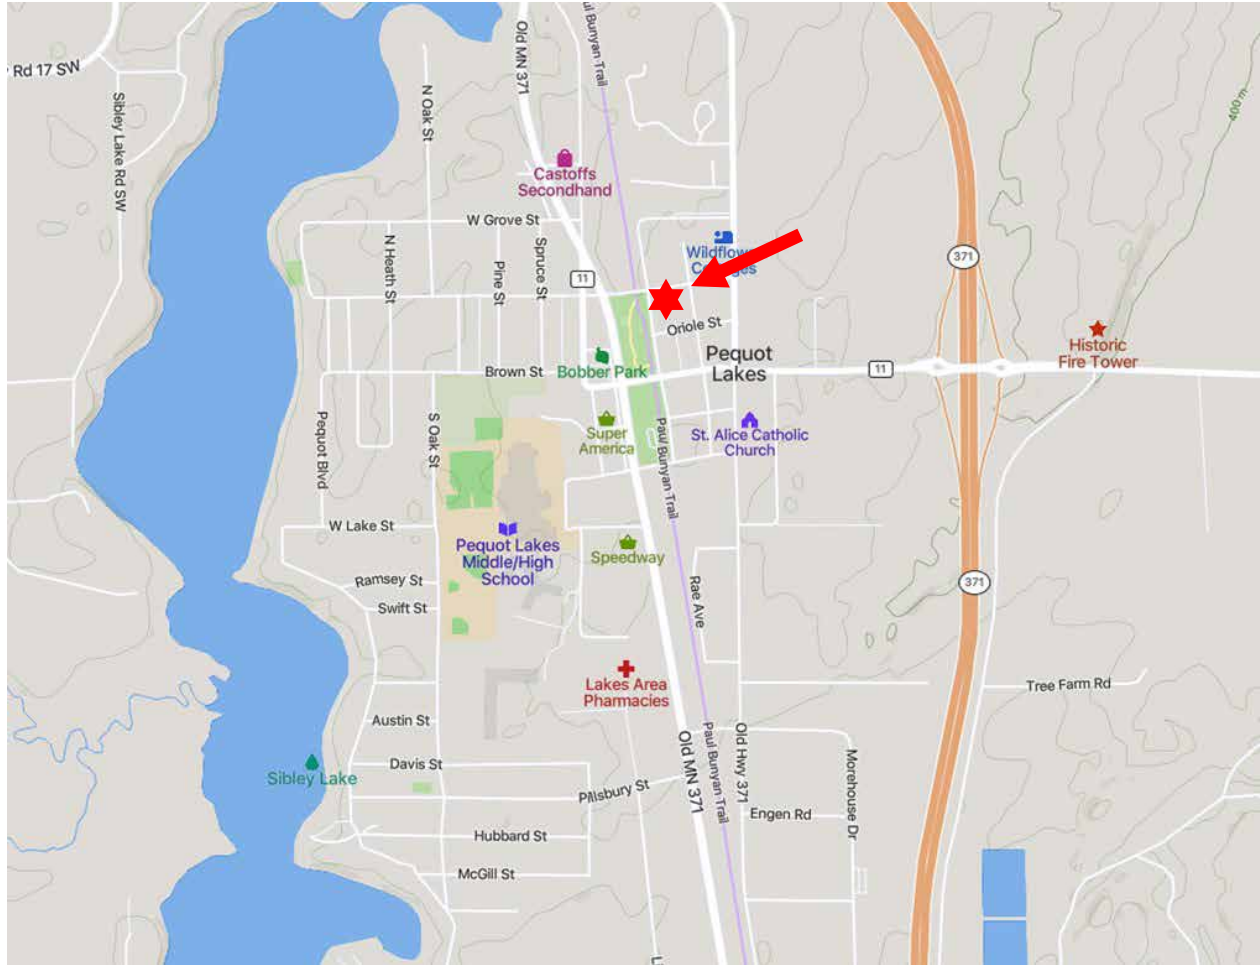 Rd 17 SW
Sibley Lake Rd SW
N Oak St
Old MN 371
ul Bunyan Trail
400 m
Castoffs
Secondhand
W Grove St
N Heath St
Pine St
Spruce St
11
371
Oriole St
Historic
Fire Tower
Pequot
Lakes
Brown St
Bobber Park
11
Pequot Blvd
S Oak St
Super
America
Paul Bunyan Trail
St. Alice Catholic
Church
W Lake St
Pequot Lakes
Middle/High
School
Speedway
Ramsey St
Swift St
Rae Ave
371
Lakes Area
Pharmacies
Tree Farm Rd
Austin St
Davis St
Sibley Lake
Pillsbury St
Old MN 371
Paul Bunyan Trail
Old Hwy 371
Engen Rd
Morehouse Dr
Hubbard St
McGill St